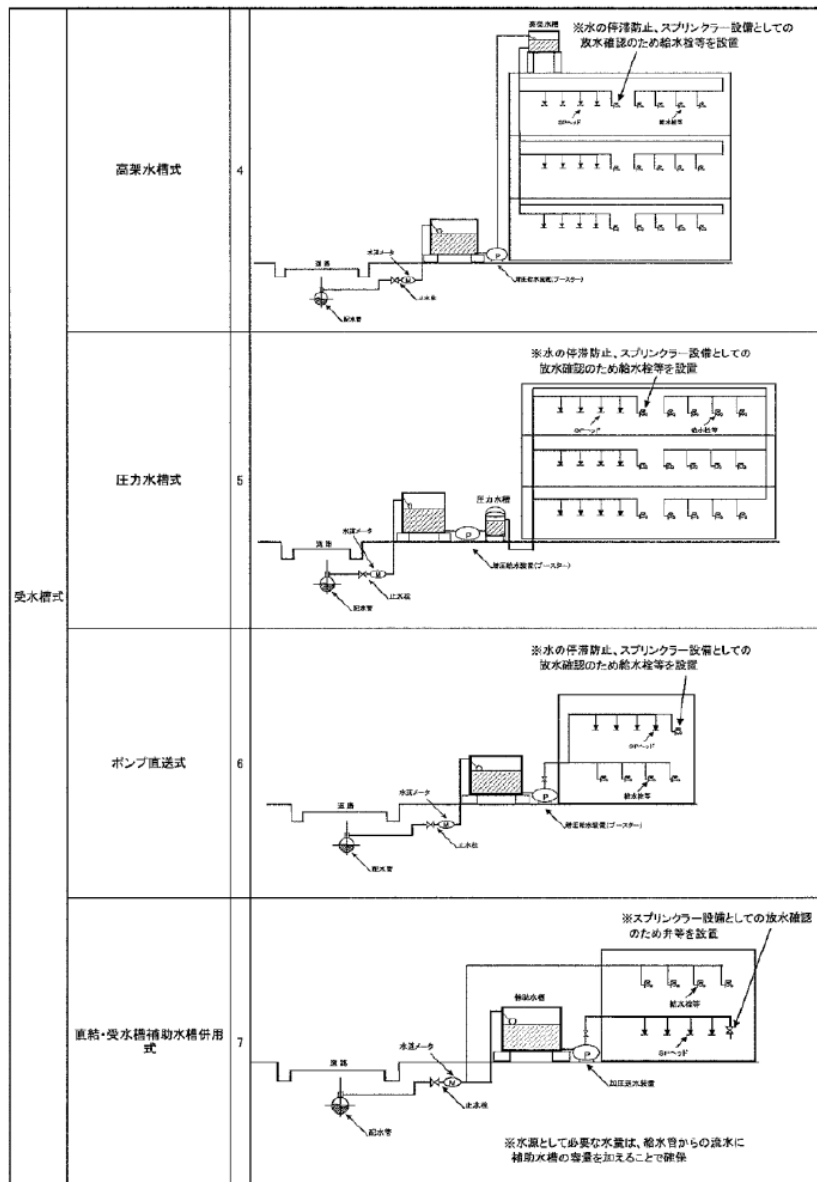 受水槽式
高架水槽式
4
高架水槽
※水の停滞防止、スプリンクラー設備としての
放水確認のため給水栓等を設置
SPヘッド
給水栓等
水道メータ
道路
P
M
増圧給水装置(ブースター)
止水栓
配水管
圧力水槽式
5
※水の停滞防止、スプリンクラー設備としての
放水確認のため給水栓等を設置
SPヘッド
給水栓等
圧力水槽
水道メータ
道路
P
M
増圧給水装置(ブースター)
止水栓
配水管
ポンプ直送式
6
※水の停滞防止、スプリンクラー設備としての
放水確認のため給水栓等を設置
SPヘッド
給水栓等
水道メータ
道路
P
M
増圧給水装置(ブースター)
止水栓
配水管
直結・受水槽補助水槽併用
式
7
※スプリンクラー設備としての放水確認
のため弁等を設置
補助水槽
給水栓等
SPヘッド
水道メータ
道路
P
M
加圧送水装置
止水栓
配水管
※水源として必要な水量は、給水管からの流水に
補助水槽の容量を加えることで確保